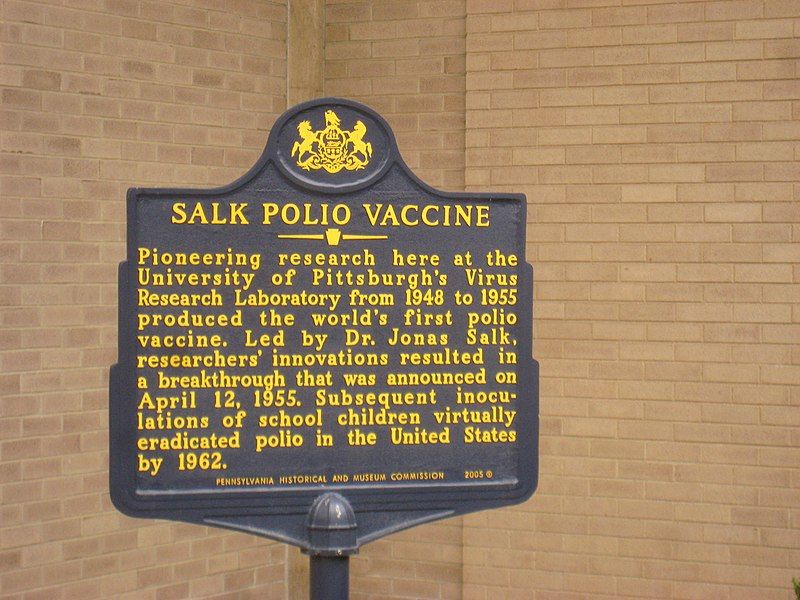 SALK POLIO VACCINE
Pioneering research here at the
University of Pittsburgh's Virus
Research Laboratory from 1948 to 1955
produced the world's first polio
vaccine. Led by Dr. Jonas Salk,
researchers' innovations resulted in
a breakthrough that was announced on
April 12, 1955. Subsequent inocu-
lations of school children virtually
eradicated polio in the United States
by 1962.
PENNSYLVANIA HISTORICAL AND MUSEUM COMMISSION 2005 ©